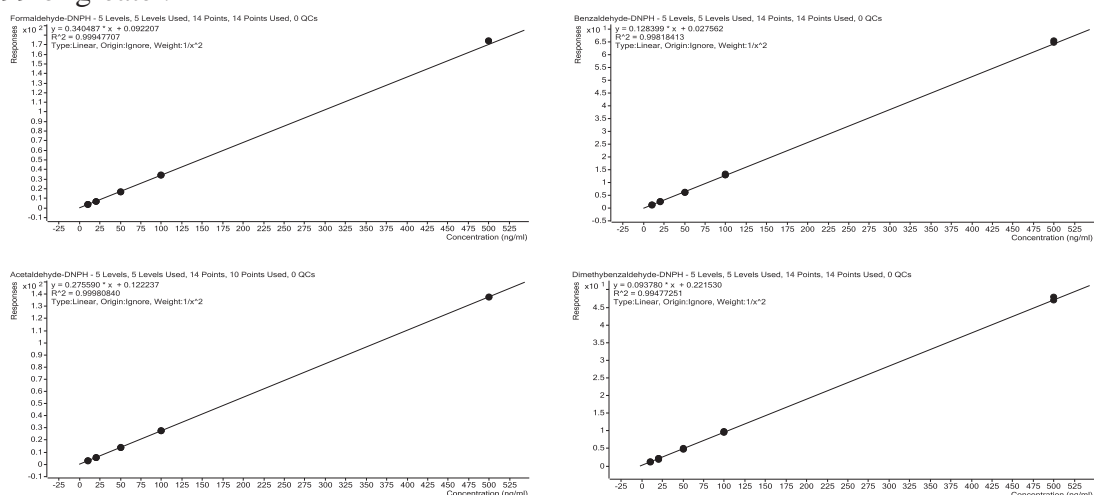 Formaldehyde-DNPH - 5 Levels, 5 Levels Used, 14 Points, 14 Points Used, 0 QCs
Responses
x10 2
y = 0.340487 * x + 0.092207
R^2 = 0.99947707
Type:Linear, Origin:Ignore, Weight:1/x^2
1.7
1.6
1.5
1.4
1.3
1.2
1.1
1
0.9
0.8
0.7
0.6
0.5
0.4
0.3
0.2
0.1
0
-0.1
-25 0 25 50 75 100 125 150 175 200 225 250 275 300 325 350 375 400 425 450 475 500 525
Concentration (ng/ml)
Benzaldehyde-DNPH - 5 Levels, 5 Levels Used, 14 Points, 14 Points Used, 0 QCs
Responses
x10 1
y = 0.128399 * x + 0.027562
R^2 = 0.99818413
Type:Linear, Origin:Ignore, Weight:1/x^2
6.5
6
5.5
5
4.5
4
3.5
3
2.5
2
1.5
1
0.5
0
-0.5
-25 0 25 50 75 100 125 150 175 200 225 250 275 300 325 350 375 400 425 450 475 500 525
Concentration (ng/ml)
Acetaldehyde-DNPH - 5 Levels, 5 Levels Used, 14 Points, 10 Points Used, 0 QCs
Responses
x10 2
y = 0.275590 * x + 0.122237
R^2 = 0.99980840
Type:Linear, Origin:Ignore, Weight:1/x^2
1.4
1.3
1.2
1.1
1
0.9
0.8
0.7
0.6
0.5
0.4
0.3
0.2
0.1
0
-0.1
-25 0 25 50 75 100 125 150 175 200 225 250 275 300 325 350 375 400 425 450 475 500 525
Concentration (ng/ml)
Dimethybenzaldehyde-DNPH - 5 Levels, 5 Levels Used, 14 Points, 14 Points Used, 0 QCs
Responses
x10 1
y = 0.093780 * x + 0.221530
R^2 = 0.99477251
Type:Linear, Origin:Ignore, Weight:1/x^2
4.5
4
3.5
3
2.5
2
1.5
1
0.5
0
-25 0 25 50 75 100 125 150 175 200 225 250 275 300 325 350 375 400 425 450 475 500 525
Concentration (ng/ml)